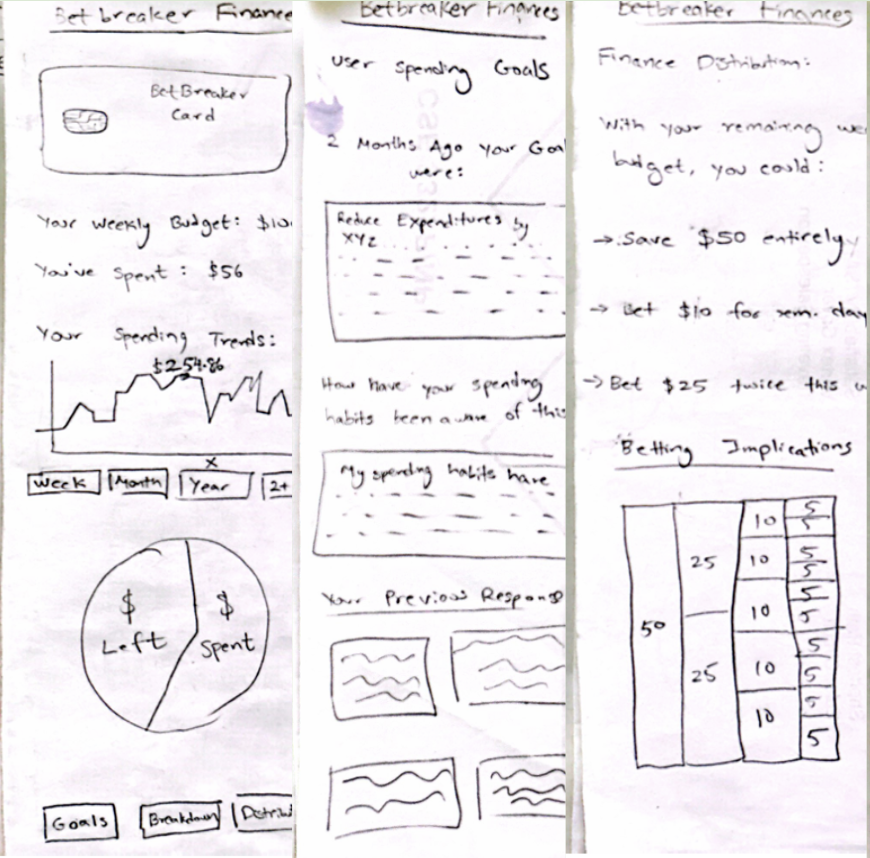 Betbreaker Finance
BetBreaker
Card
Your Weekly Budget: $10
You've Spent: $56
Your Spending Trends:
$254.86
x
Week Month Year 2+
$
Left
$
Spent
Goals Breakdown Distribu
Betbreaker Finances
User Spending Goals
2 Months Ago your Goal
were:
Reduce Expenditures by
XYZ
How have your spending
habits been aware of this
My spending habits have
Your Previous Respons
Betbreaker Finances
Finance Distribution:
With your remaining we
budget, you could:
→ Save $50 entirely
→ Bet $10 for rem. day
→ Bet $25 twice this w
Betting Implications
50
25
25
10
10
10
10
10
5
5
5
5
5
5
5
5
5
5